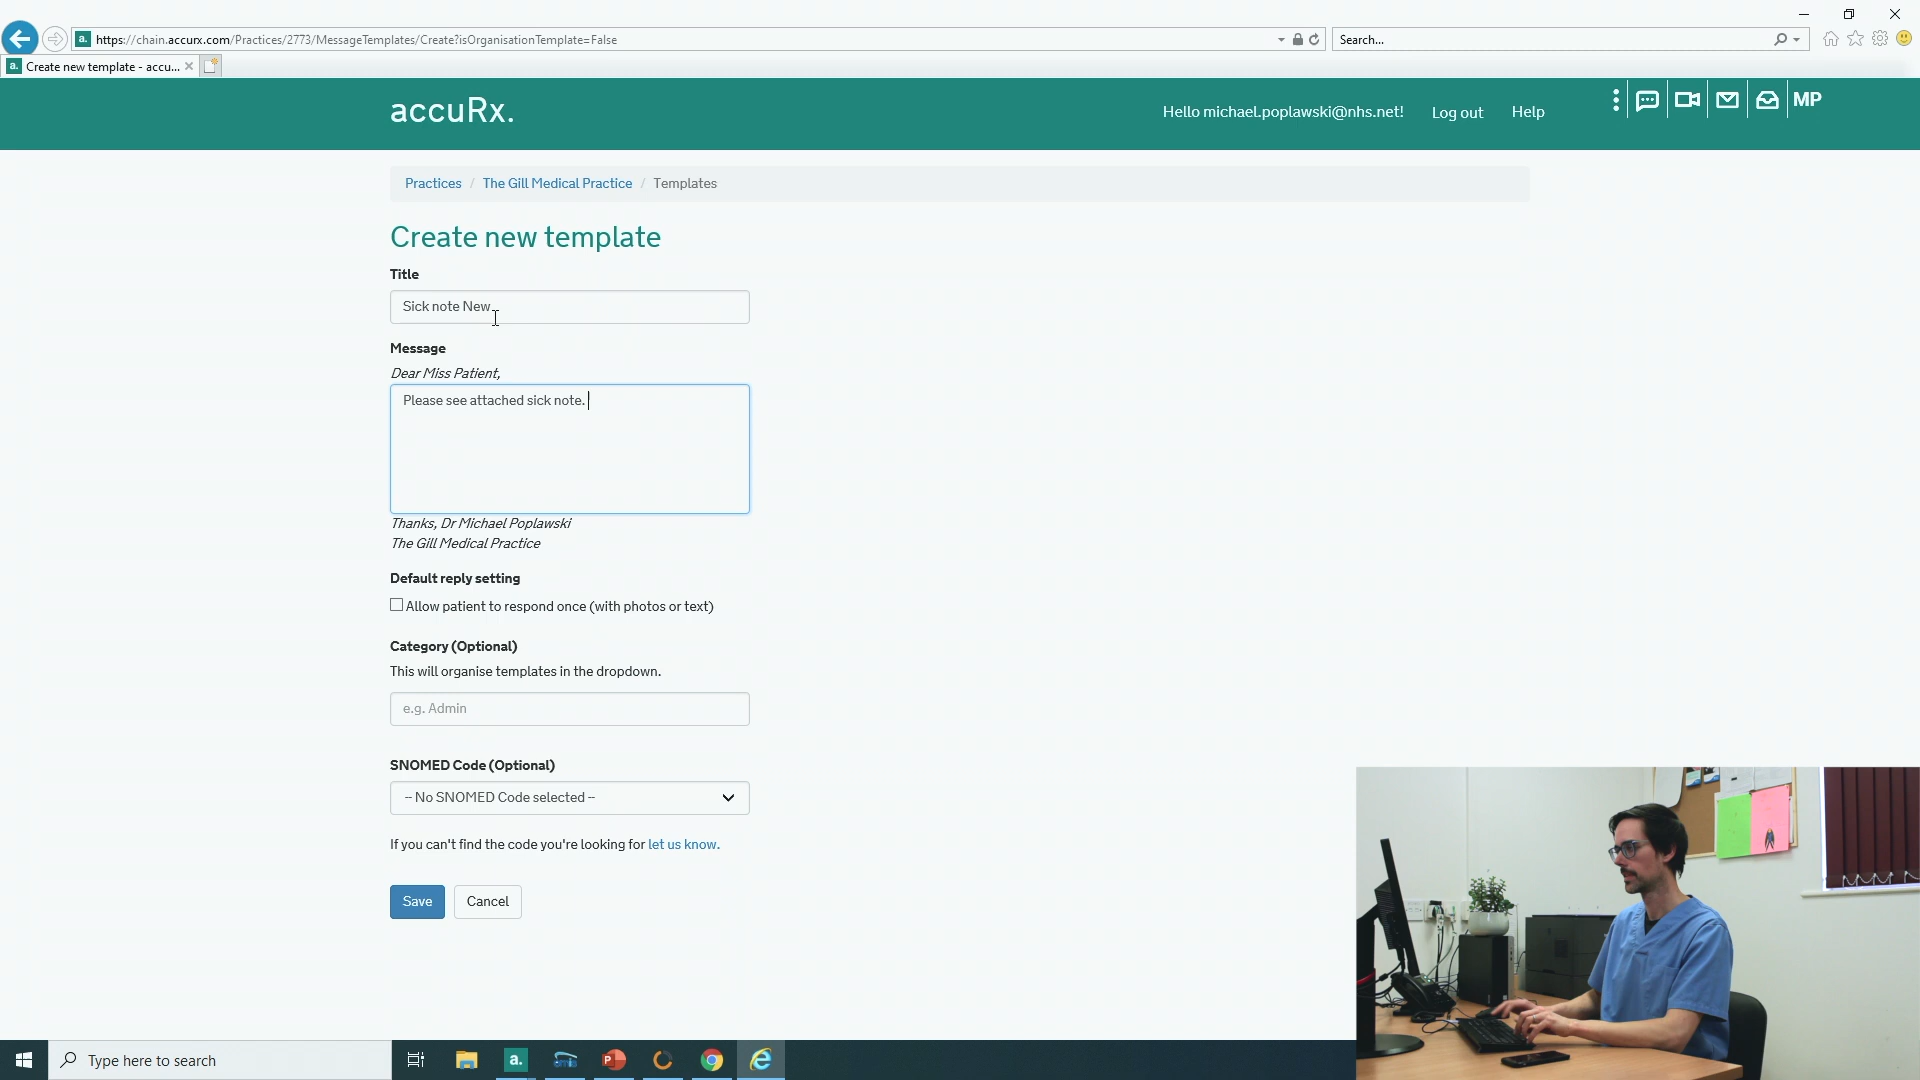 https://chain.accurx.com/Practices/2773/MessageTemplates/Create?isOrganisationTemplate=False
Search...
a. Create new template - accu...
accuRx.
Hello michael.poplawski@nhs.net!
Log out
Help
MP
Practices / The Gill Medical Practice / Templates
Create new template
Title
Sick note New
Message
Dear Miss Patient,
Please see attached sick note.
Thanks, Dr Michael Poplawski
The Gill Medical Practice
Default reply setting
Allow patient to respond once (with photos or text)
Category (Optional)
This will organise templates in the dropdown.
e.g. Admin
SNOMED Code (Optional)
-- No SNOMED Code selected --
If you can't find the code you're looking for let us know.
Save
Cancel
Type here to search
a.
emis
P